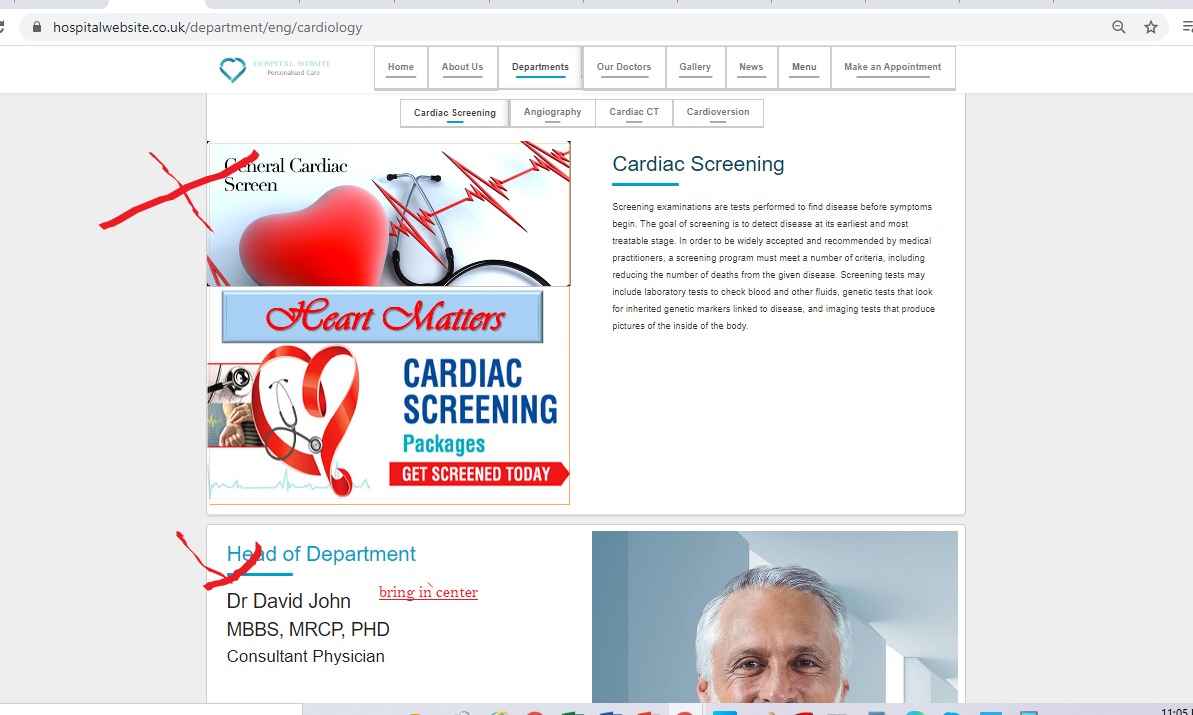 hospitalwebsite.co.uk/department/eng/cardiology
HOSPITAL WEBSITE
Personalised Care
Home About Us Departments Our Doctors Gallery News Menu Make an Appointment
Cardiac Screening Angiography Cardiac CT Cardioversion
General Cardiac
Screen
Heart Matters
CARDIAC
SCREENING
Packages
GET SCREENED TODAY
Cardiac Screening
Screening examinations are tests performed to find disease before symptoms
begin. The goal of screening is to detect disease at its earliest and most
treatable stage. In order to be widely accepted and recommended by medical
practitioners, a screening program must meet a number of criteria, including
reducing the number of deaths from the given disease. Screening tests may
include laboratory tests to check blood and other fluids, genetic tests that look
for inherited genetic markers linked to disease, and imaging tests that produce
pictures of the inside of the body.
Head of Department
bring in center
Dr David John
MBBS, MRCP, PHD
Consultant Physician
11:05